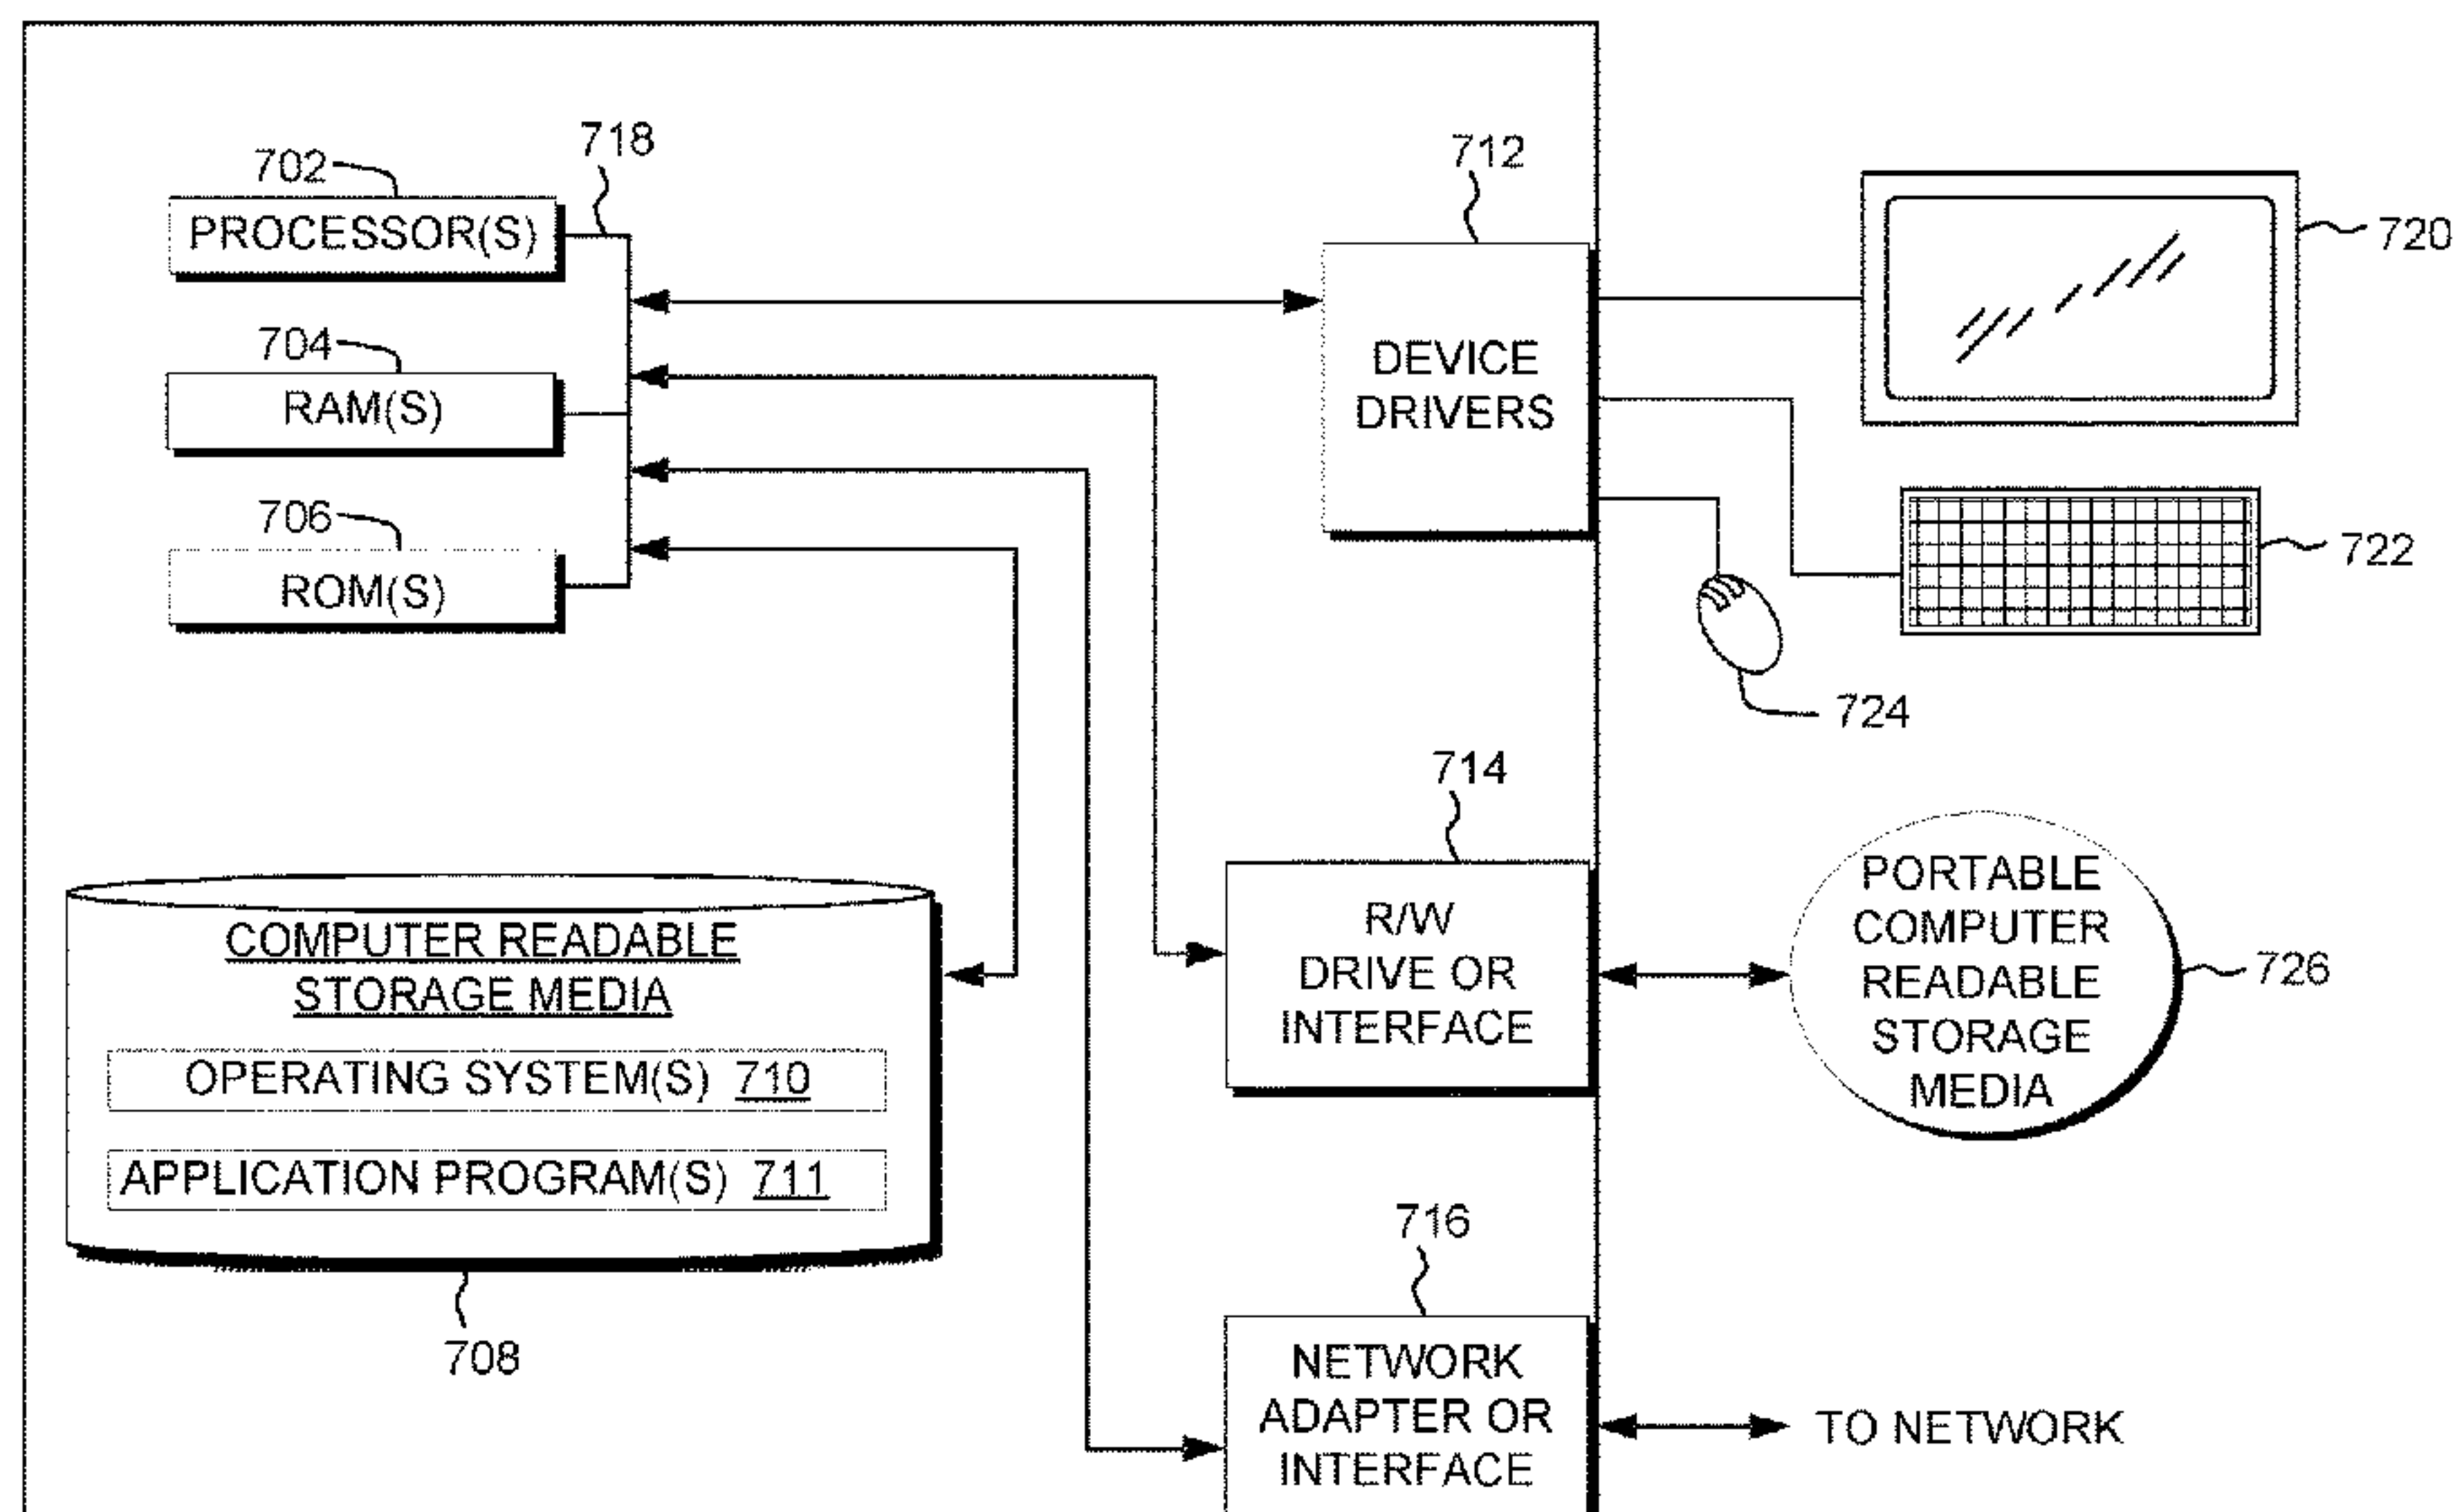 718
702
PROCESSOR(S)
704
RAM(S)
706
ROM(S)
712
DEVICE
DRIVERS
720
722
724
714
R/W
DRIVE OR
INTERFACE
PORTABLE
COMPUTER
READABLE
STORAGE
MEDIA
726
COMPUTER READABLE
STORAGE MEDIA
OPERATING SYSTEM(S) 710
APPLICATION PROGRAM(S) 711
708
716
NETWORK
ADAPTER OR
INTERFACE
TO NETWORK